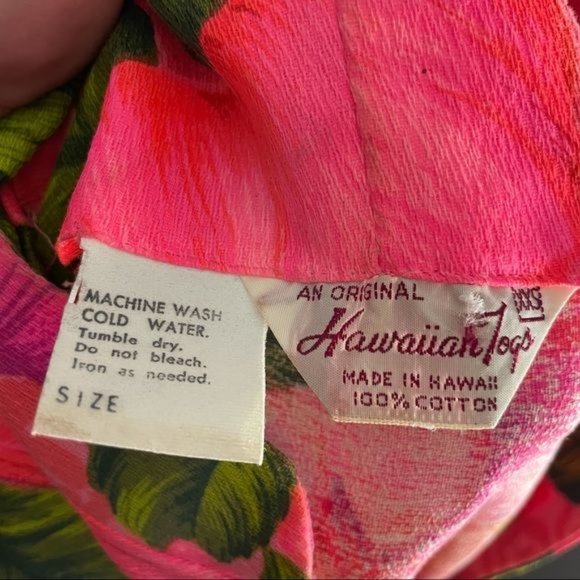 MACHINE WASH
COLD WATER.
Tumble dry.
Do not bleach.
Iron as needed.
SIZE
AN ORIGINAL
Hawaiian Togs
MADE IN HAWAII
100% COTTON